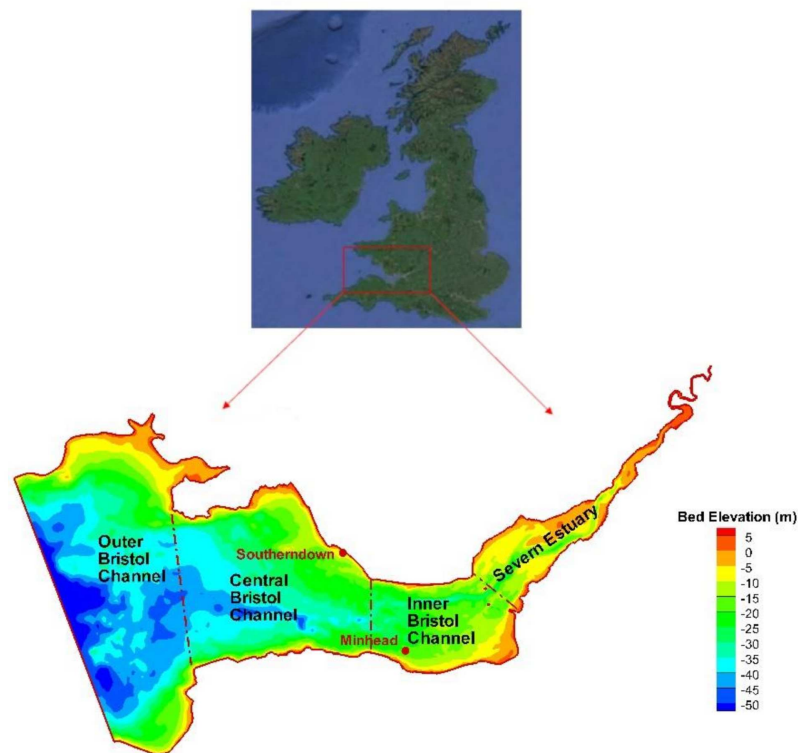 Outer
Bristol
Channel
Southerndown
Central
Bristol
Channel
Minhead
Inner
Bristol
Channel
Severn Estuary
Bed Elevation (m)
5
0
-5
-10
-15
-20
-25
-30
-35
-40
-45
-50